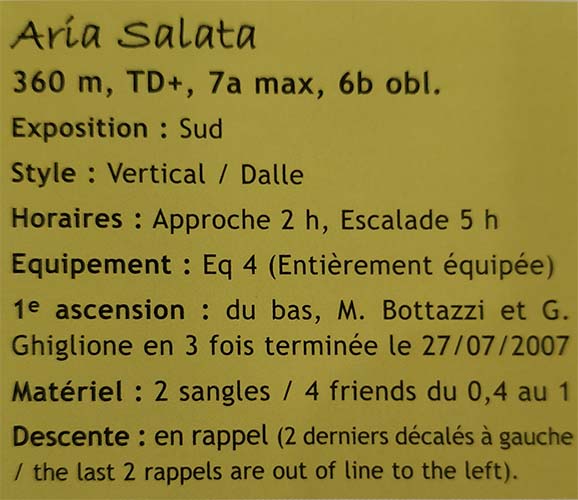 Aria Salata
360 m, TD+, 7a max, 6b obl.
Exposition : Sud
Style : Vertical / Dalle
Horaires : Approche 2 h, Escalade 5 h
Equipement : Eq 4 (Entièrement équipée)
1e ascension : du bas, M. Bottazzi et G.
Ghiglione en 3 fois terminée le 27/07/2007
Matériel : 2 sangles / 4 friends du 0,4 au 1
Descente : en rappel (2 derniers décalés à gauche
/ the last 2 rappels are out of line to the left).